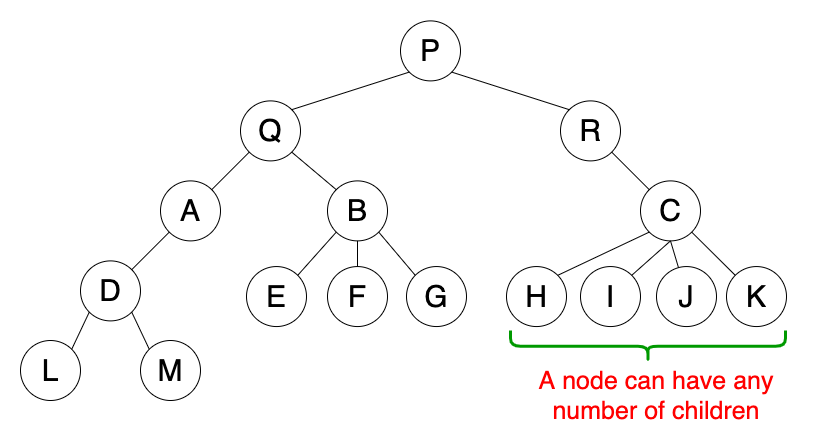 P
Q R
A B C
D E F G H I J K
L M
A node can have any
number of children